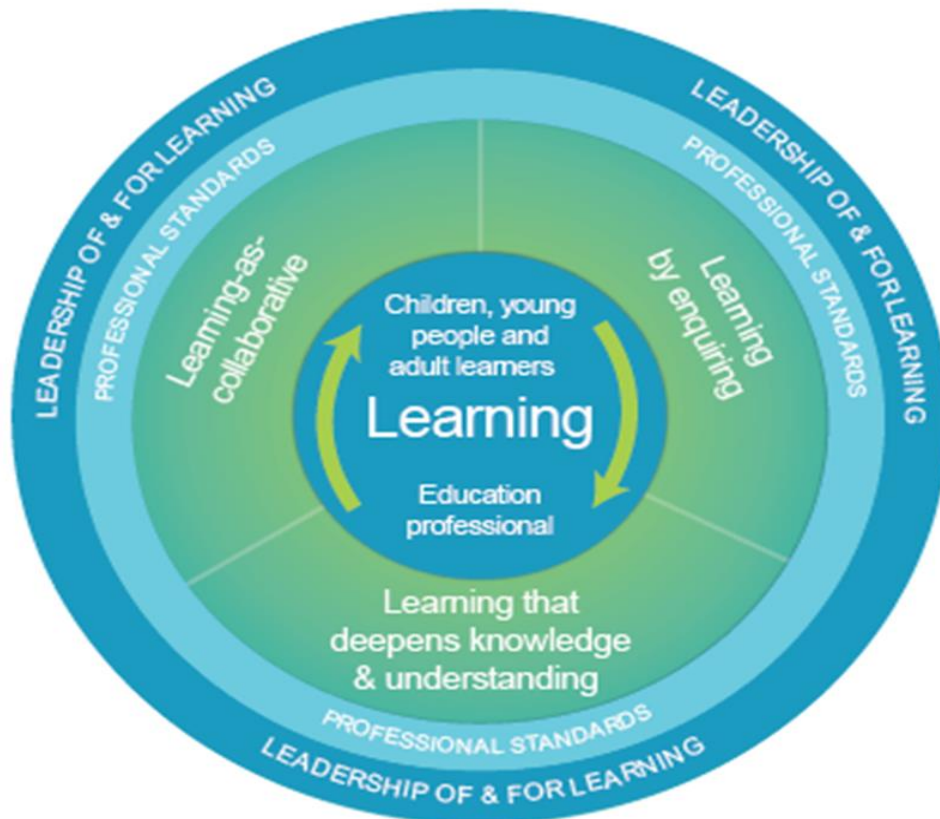 LEADERSHIP OF & FOR LEARNING
LEADERSHIP OF & FOR LEARNING
PROFESSIONAL STANDARDS
PROFESSIONAL STANDARDS
Learning-as-
collaborative
Learning
by enquiring
Children, young
people and
adult learners
Learning
Education
professional
Learning that
deepens knowledge
& understanding
PROFESSIONAL STANDARDS
LEADERSHIP OF & FOR LEARNING